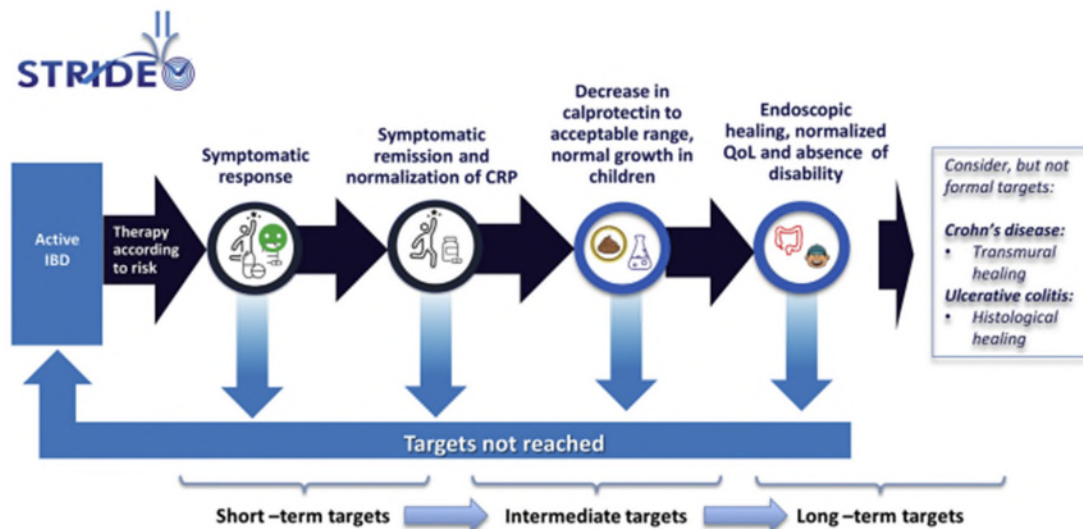 STRIDE
Symptomatic
response
Symptomatic
remission and
normalization of CRP
Decrease in
calprotectin to
acceptable range,
normal growth in
children
Endoscopic
healing, normalized
QoL and absence of
disability
Consider, but not
formal targets:
Crohn's disease:
• Transmural
healing
Ulcerative colitis:
• Histological
healing
Active
IBD
Therapy
according
to risk
Targets not reached
Short –term targets
Intermediate targets
Long –term targets